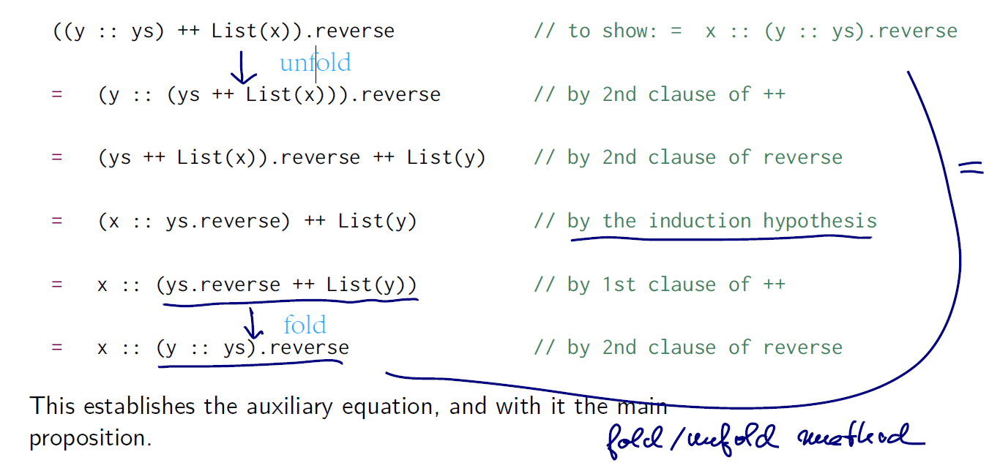 ((y :: ys) ++ List(x)).reverse // to show: = x :: (y :: ys).reverse
unfold
= (y :: (ys ++ List(x))).reverse // by 2nd clause of ++
= (ys ++ List(x)).reverse ++ List(y) // by 2nd clause of reverse
=
= (x :: ys.reverse) ++ List(y) // by the induction hypothesis
= x :: (ys.reverse ++ List(y)) // by 1st clause of ++
fold
= x :: (y :: ys).reverse // by 2nd clause of reverse
This establishes the auxiliary equation, and with it the main
proposition.
fold/unfold method